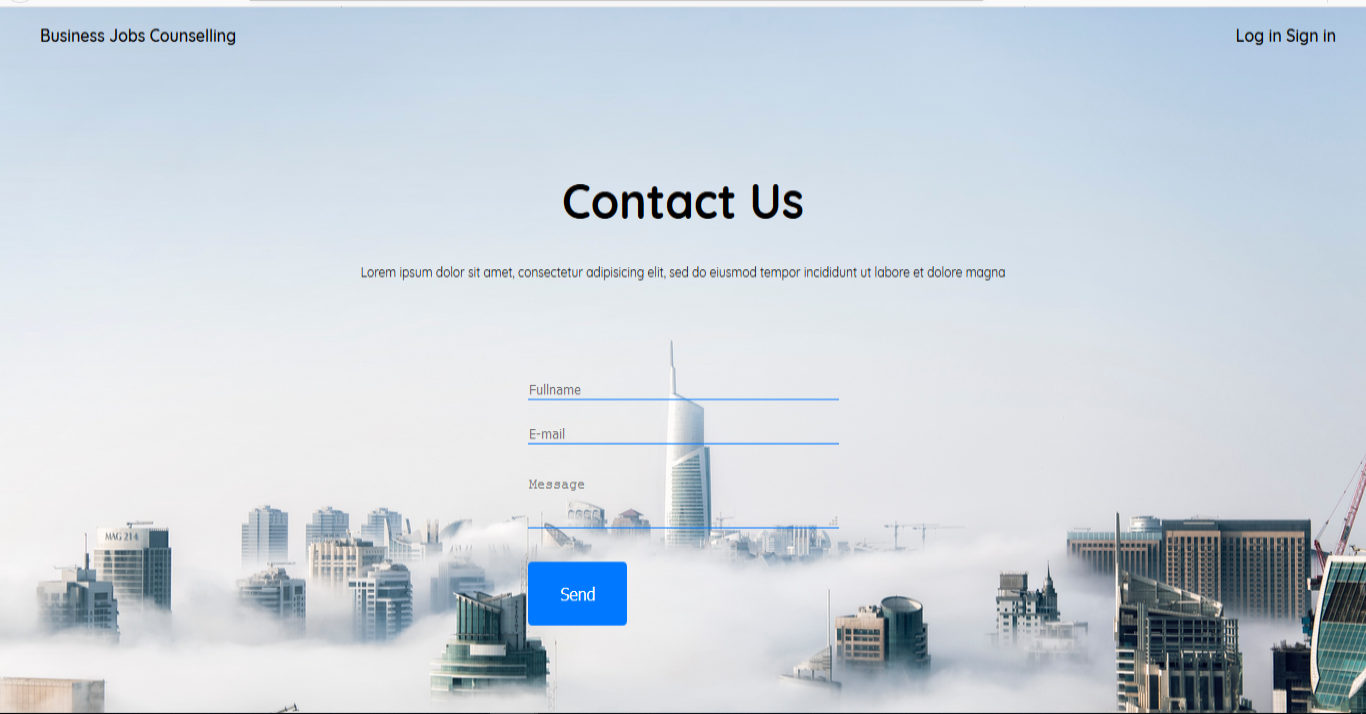 Business Jobs Counselling
Log in Sign in
Contact Us
Lorem ipsum dolor sit amet, consectetur adipisicing elit, sed do eiusmod tempor incididunt ut labore et dolore magna
Fullname
E-mail
Message
MAG 214
Send